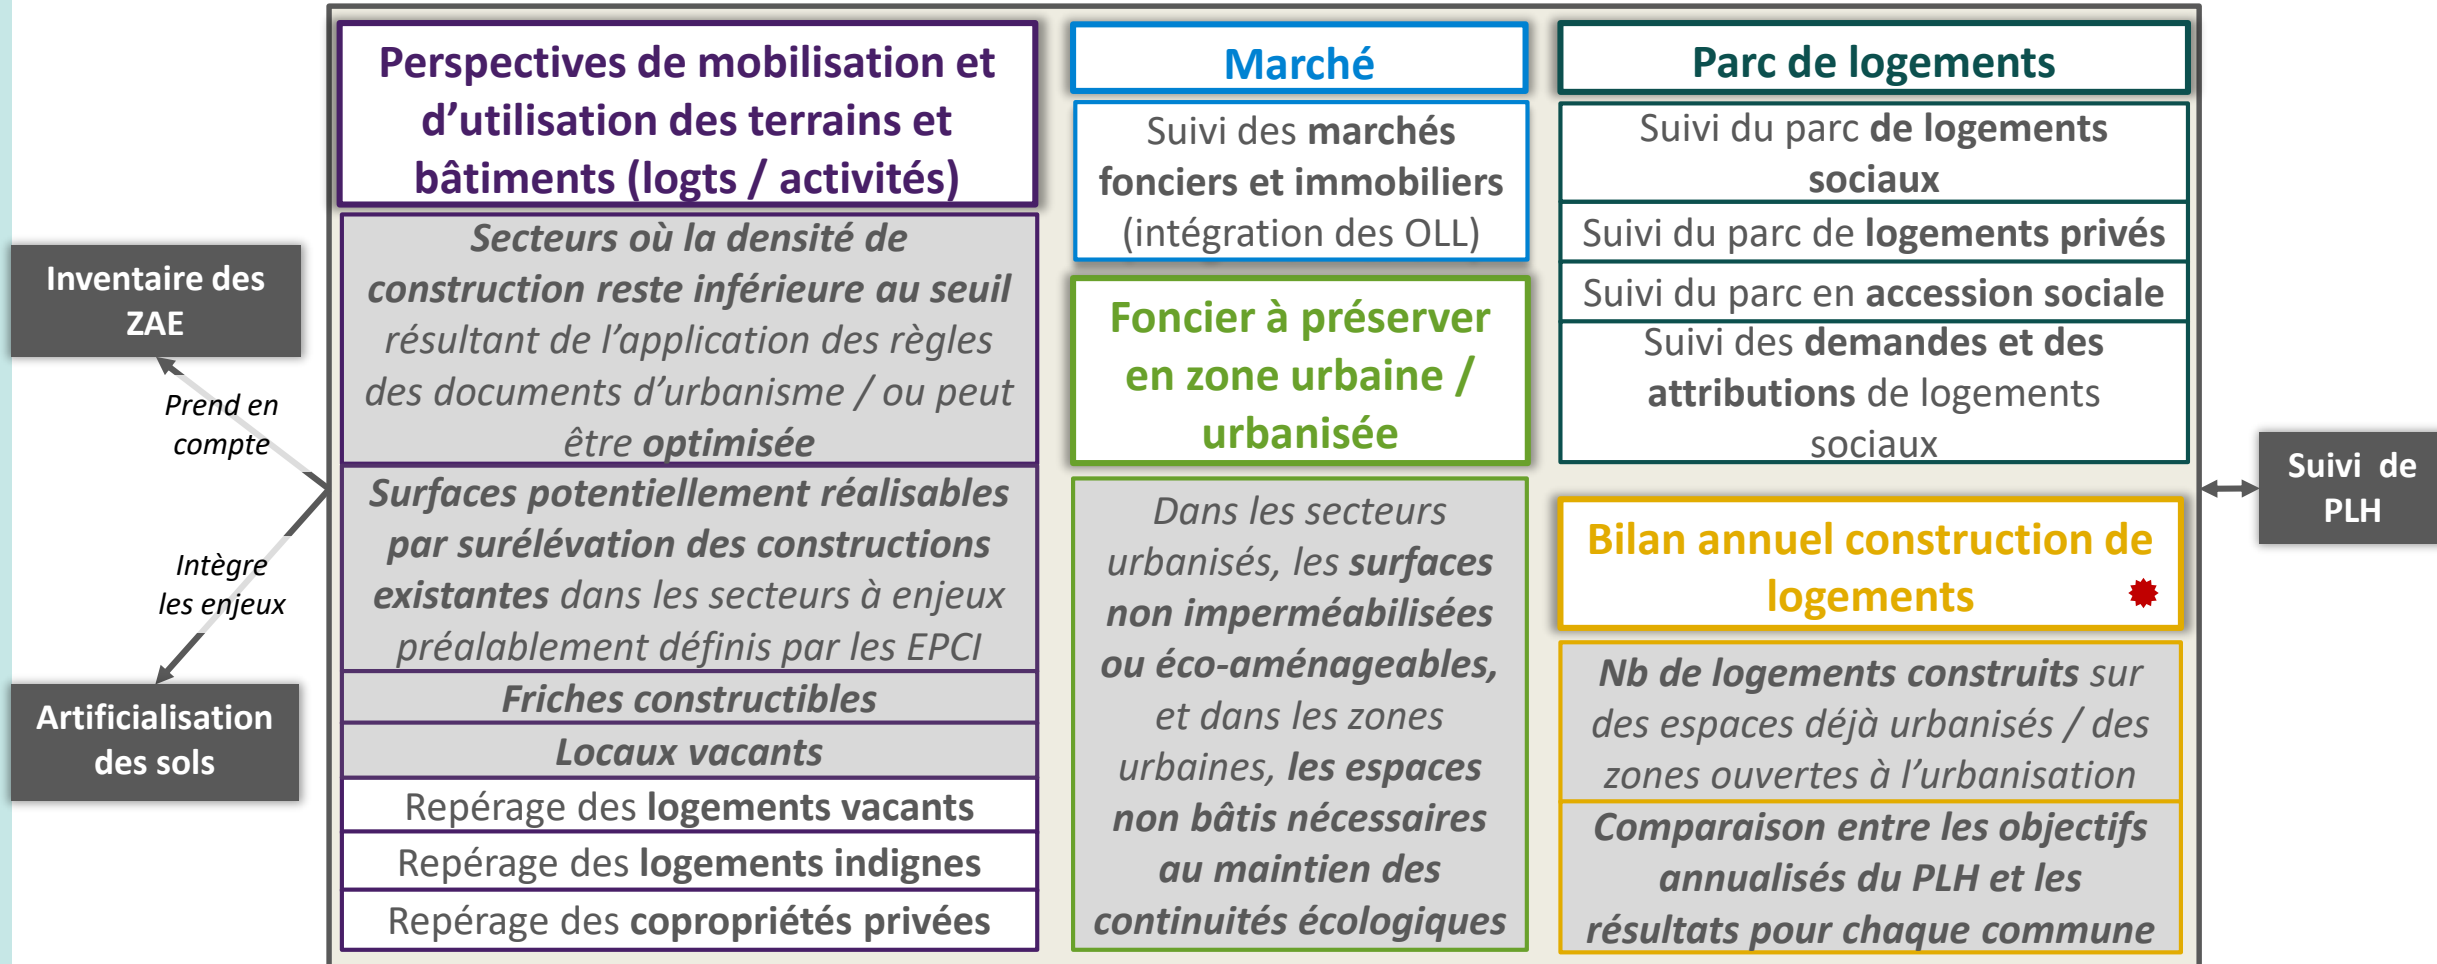 Inventaire des
ZAE
Prend en
compte
Intègre
les enjeux
Artificialisation
des sols
Perspectives de mobilisation et
d’utilisation des terrains et
bâtiments (logts / activités)
Secteurs où la densité de
construction reste inférieure au seuil
résultant de l’application des règles
des documents d’urbanisme / ou peut
être optimisée
Surfaces potentiellement réalisables
par surélévation des constructions
existantes dans les secteurs à enjeux
préalablement définis par les EPCI
Friches constructibles
Locaux vacants
Repérage des logements vacants
Repérage des logements indignes
Repérage des copropriétés privées
Marché
Suivi des marchés
fonciers et immobiliers
(intégration des OLL)
Foncier à préserver
en zone urbaine /
urbanisée
Dans les secteurs
urbanisés, les surfaces
non imperméabilisées
ou éco-aménageables,
et dans les zones
urbaines, les espaces
non bâtis nécessaires
au maintien des
continuités écologiques
Parc de logements
Suivi du parc de logements
sociaux
Suivi du parc de logements privés
Suivi du parc en accession sociale
Suivi des demandes et des
attributions de logements
sociaux
Bilan annuel construction de
logements
Nb de logements construits sur
des espaces déjà urbanisés / des
zones ouvertes à l’urbanisation
Comparaison entre les objectifs
annualisés du PLH et les
résultats pour chaque commune
Suivi de
PLH